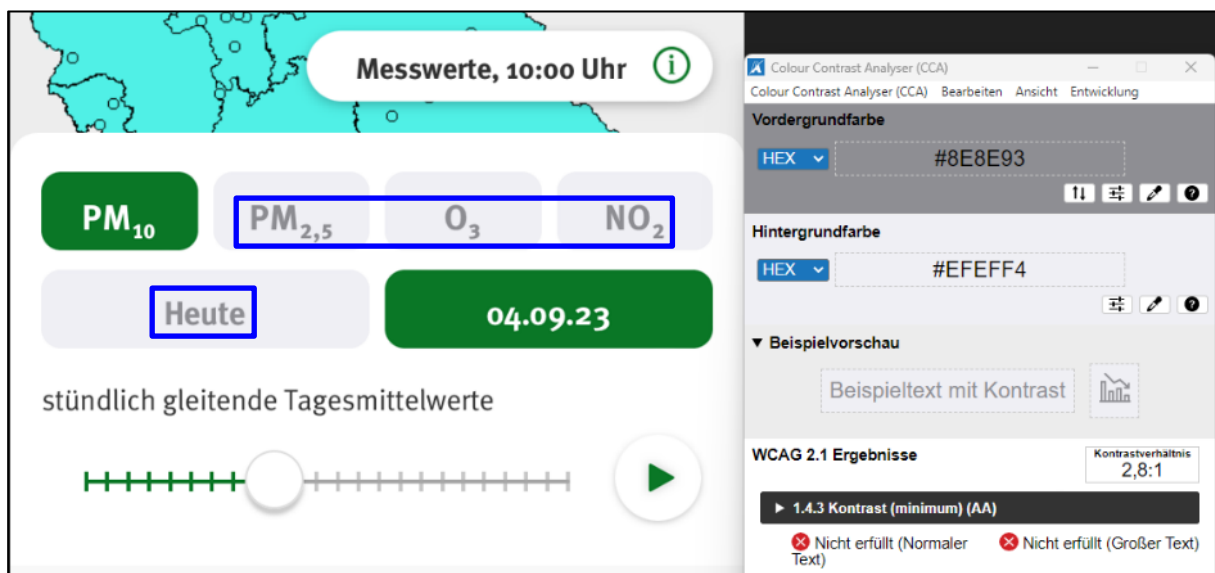 Messwerte, 10:00 Uhr
PM₁₀
PM₂,₅
O₃
NO₂
Heute
04.09.23
stündlich gleitende Tagesmittelwerte
Colour Contrast Analyser (CCA)
Colour Contrast Analyser (CCA) Bearbeiten Ansicht Entwicklung
Vordergrundfarbe
HEX
#8E8E93
Hintergrundfarbe
HEX
#EFEFF4
Beispielvorschau
Beispieltext mit Kontrast
WCAG 2.1 Ergebnisse
Kontrastverhältnis
2,8:1
1.4.3 Kontrast (minimum) (AA)
Nicht erfüllt (Normaler
Text)
Nicht erfüllt (Großer Text)